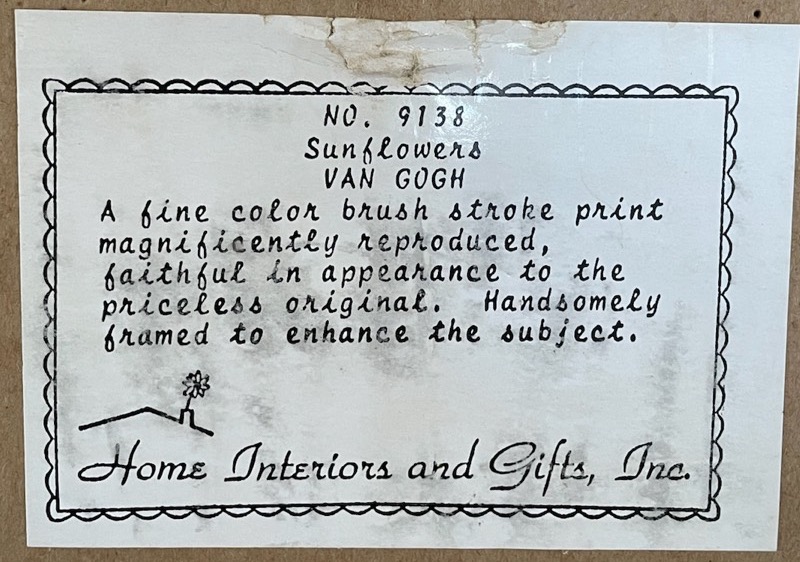 NO. 9138
Sunflowers
VAN GOGH
A fine color brush stroke print
magnificently reproduced,
faithful in appearance to the
priceless original. Handsomely
framed to enhance the subject.
Home Interiors and Gifts, Inc.